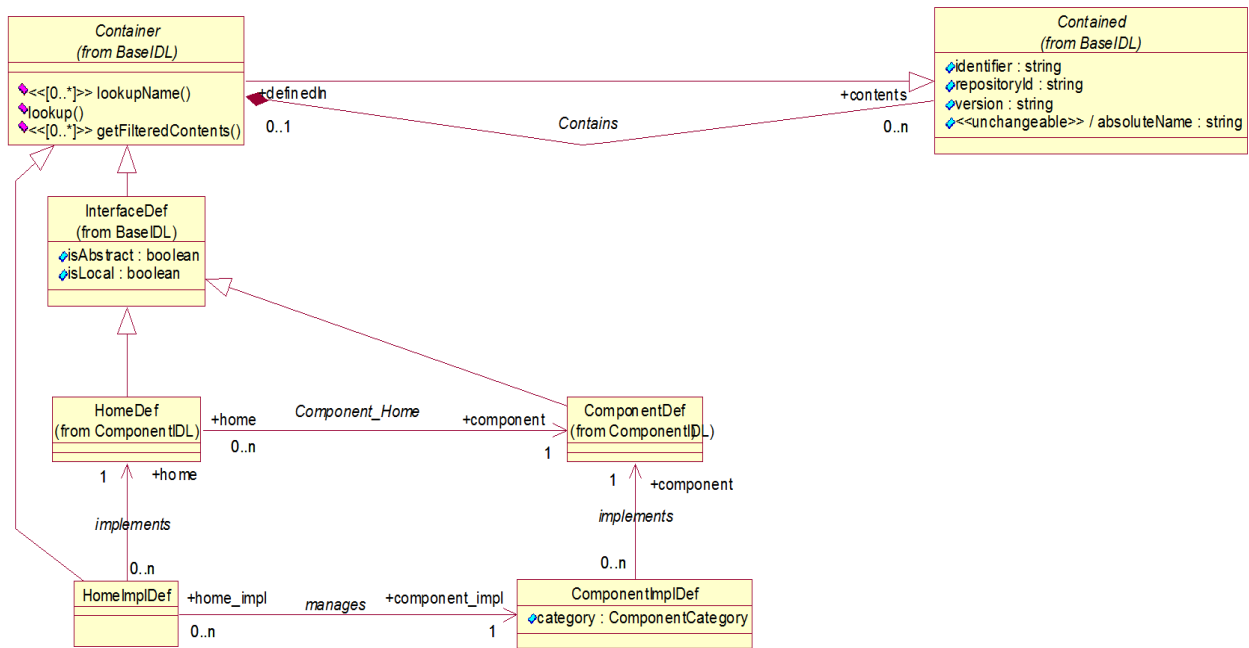 Container
(from BaseIDL)
<<[0..*]>> lookupName()
lookup()
<<[0..*]>> getFilteredContents()
Contained
(from BaseIDL)
identifier : string
repositoryId : string
version : string
<<unchangeable>> / absoluteName : string
+definedIn
0..1
Contains
+contents
0..n
InterfaceDef
(from BaseIDL)
isAbstract : boolean
isLocal : boolean
HomeDef
(from ComponentIDL)
+home
0..n
Component_Home
+component
1
ComponentDef
(from ComponentIDL)
1
+home
implements
0..n
1
+component
implements
0..n
HomeImplDef
+home_impl
0..n
manages
+component_impl
1
ComponentImplDef
category : ComponentCategory